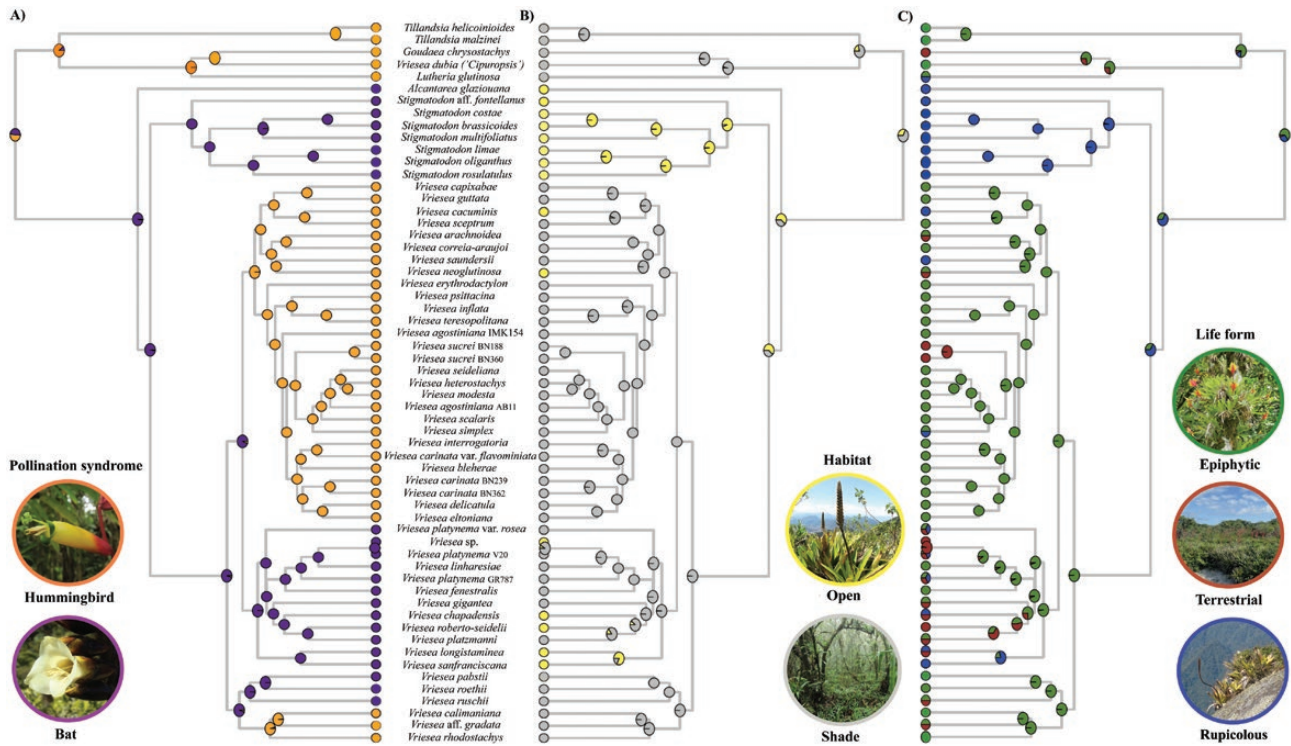 A)
B)
C)
Tillandsia helicoinioides
Tillandsia malzinei
Goudaea chrysostachys
Vriesea dubia ('Cipuropsis')
Lutheria glutinosa
Alcantarea glaziouana
Stigmatodon aff. fontellanus
Stigmatodon costae
Stigmatodon brassicoides
Stigmatodon multifoliatus
Stigmatodon limae
Stigmatodon oliganthus
Stigmatodon rosulatulus
Vriesea capixabae
Vriesea guttata
Vriesea cacuminis
Vriesea sceptrum
Vriesea arachnoidea
Vriesea correia-araujoi
Vriesea saundersii
Vriesea neoglutinosa
Vriesea erythrodactylon
Vriesea psittacina
Vriesea inflata
Vriesea teresopolitana
Vriesea agostiniana IMK154
Vriesea sucrei BN188
Vriesea sucrei BN360
Vriesea seideliana
Vriesea heterostachys
Vriesea modesta
Vriesea agostiniana AB11
Vriesea scalaris
Vriesea simplex
Vriesea interrogatoria
Vriesea carinata var. flavominiata
Vriesea bleherae
Vriesea carinata BN239
Vriesea carinata BN362
Vriesea delicatula
Vriesea eltoniana
Vriesea platynema var. rosea
Vriesea sp.
Vriesea platynema V20
Vriesea linharesiae
Vriesea platynema GR787
Vriesea fenestralis
Vriesea gigantea
Vriesea chapadensis
Vriesea roberto-seidelii
Vriesea platzmanni
Vriesea longistaminea
Vriesea sanfranciscana
Vriesea pabstii
Vriesea roethii
Vriesea ruschii
Vriesea calimaniana
Vriesea aff. gradata
Vriesea rhodostachys
Pollination syndrome
Hummingbird
Bat
Habitat
Open
Shade
Life form
Epiphytic
Terrestrial
Rupicolous